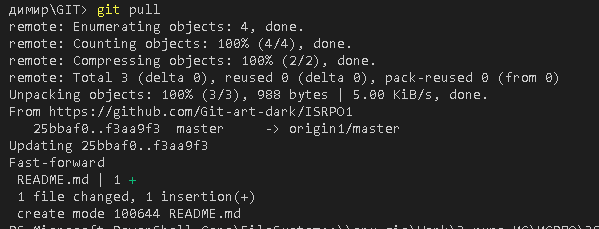 димир\GIT> git pull
remote: Enumerating objects: 4, done.
remote: Counting objects: 100% (4/4), done.
remote: Compressing objects: 100% (2/2), done.
remote: Total 3 (delta 0), reused 0 (delta 0), pack-reused 0 (from 0)
Unpacking objects: 100% (3/3), 988 bytes | 5.00 KiB/s, done.
From https://github.com/Git-art-dark/ISRPO1
   25bbaf0..f3aa9f3  master     -> origin1/master
Updating 25bbaf0..f3aa9f3
Fast-forward
 README.md | 1 +
 1 file changed, 1 insertion(+)
 create mode 100644 README.md